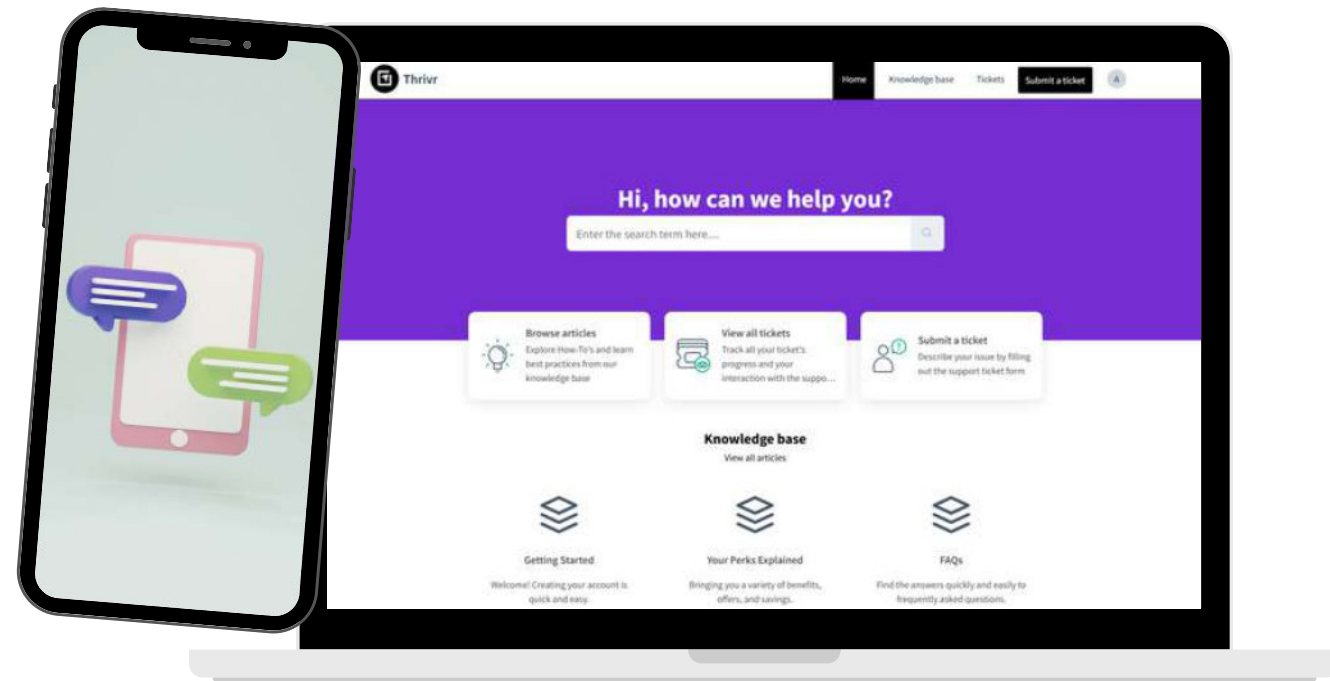 Thrivr
Home Knowledge base Tickets Submit a ticket A
Hi, how can we help you?
Enter the search term here....
Browse articles
Explore How-To's and learn
best practices from our
knowledge base
View all tickets
Track all your ticket's
progress and your
interaction with the suppo...
Submit a ticket
Describe your issue by filling
out the support ticket form
Knowledge base
View all articles
Getting Started
Welcome! Creating your account is
quick and easy.
Your Perks Explained
Bringing you a variety of benefits,
offers, and savings.
FAQs
Find the answers quickly and easily to
frequently asked questions.